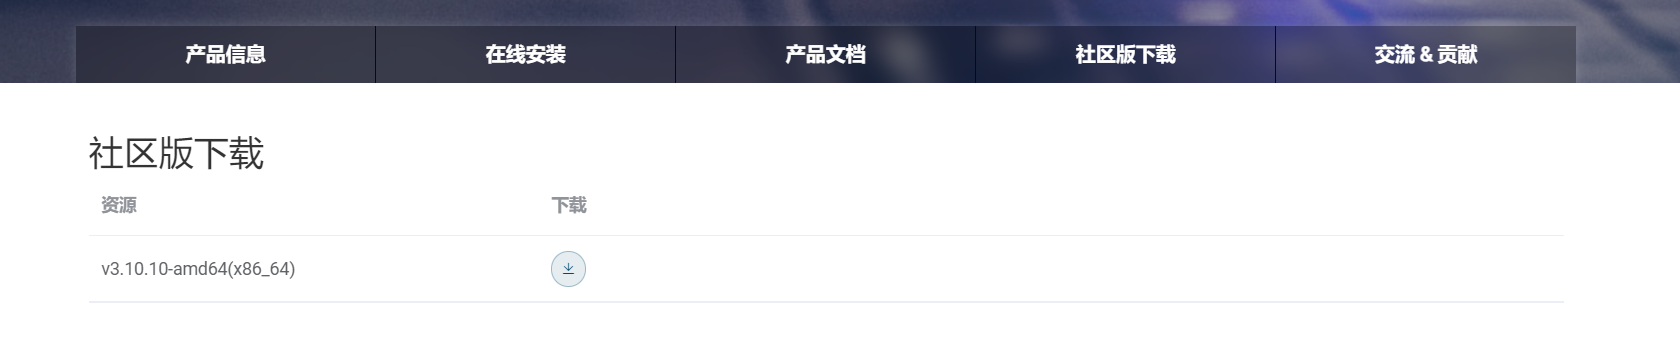 产品信息 在线安装 产品文档 社区版下载 交流 & 贡献
社区版下载
资源 下载
v3.10.10-amd64(x86_64)